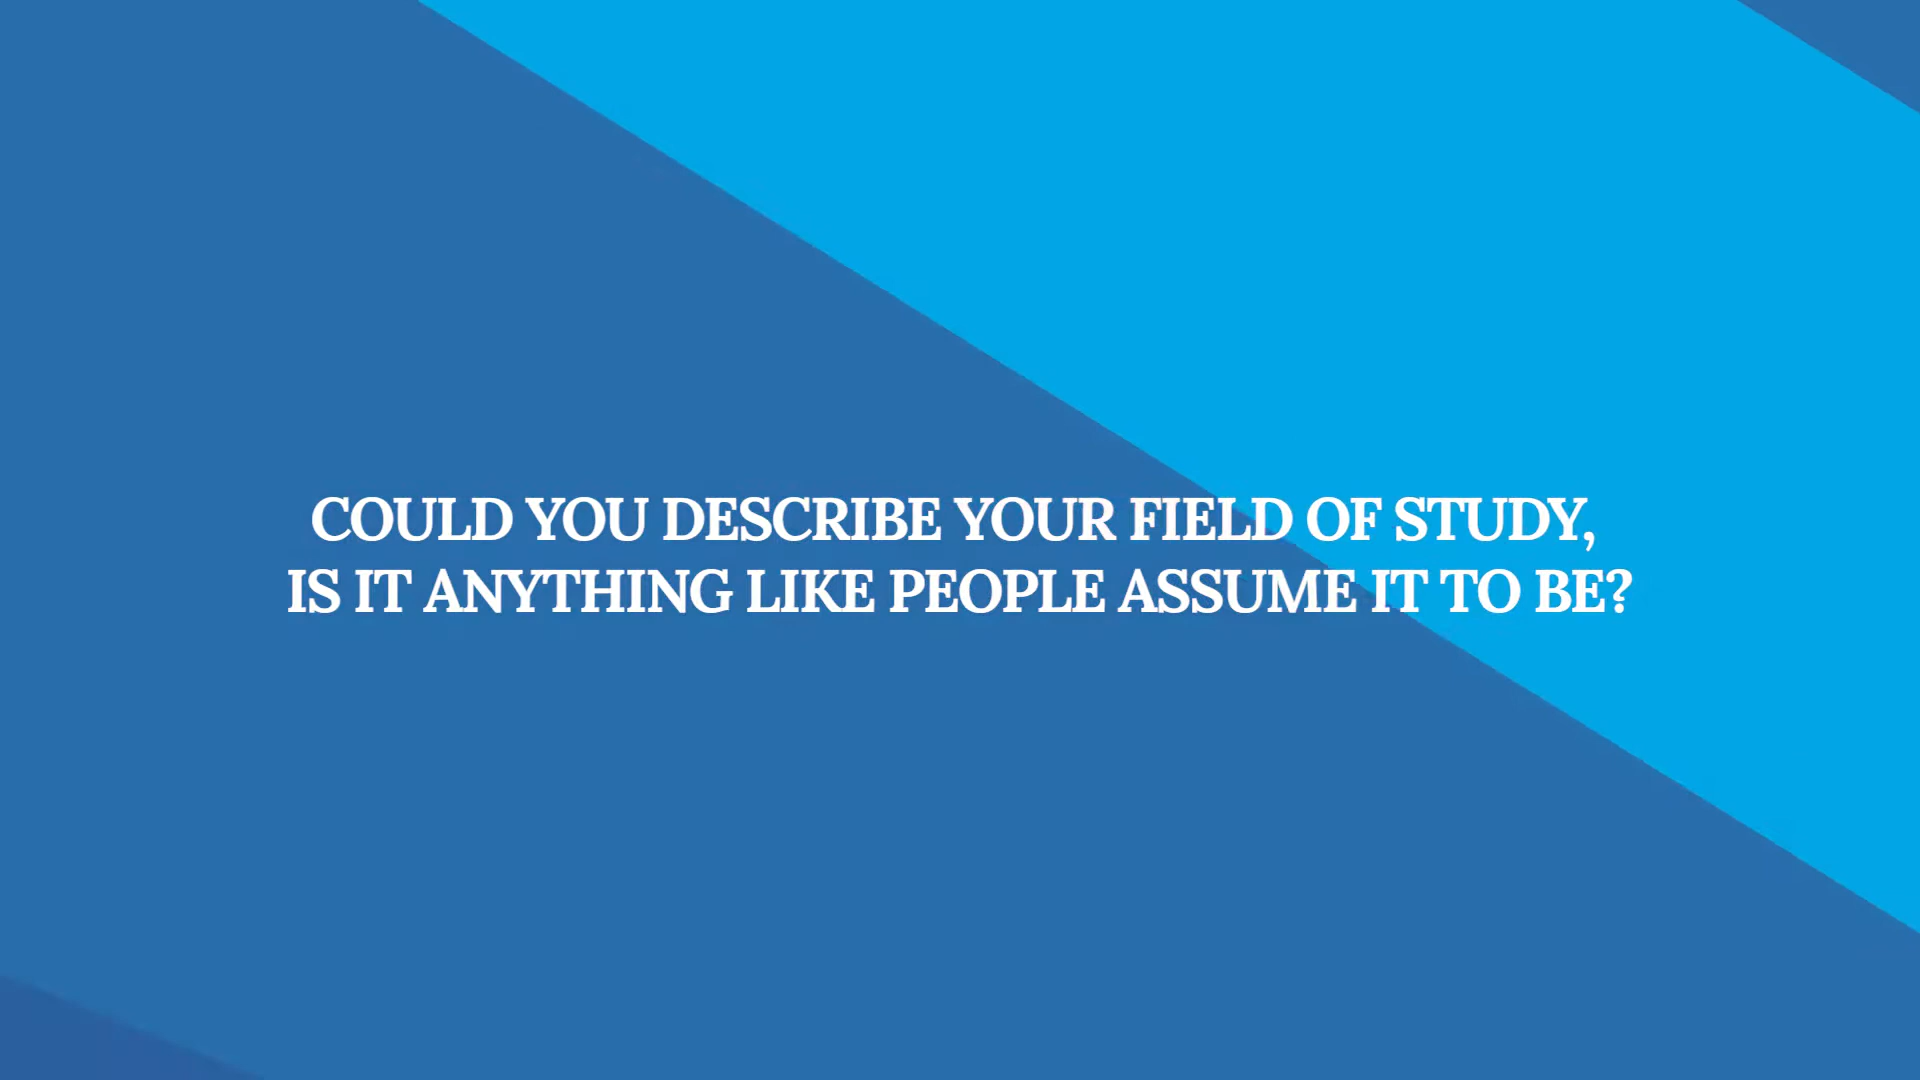 COULD YOU DESCRIBE YOUR FIELD OF STUDY,
IS IT ANYTHING LIKE PEOPLE ASSUME IT TO BE?